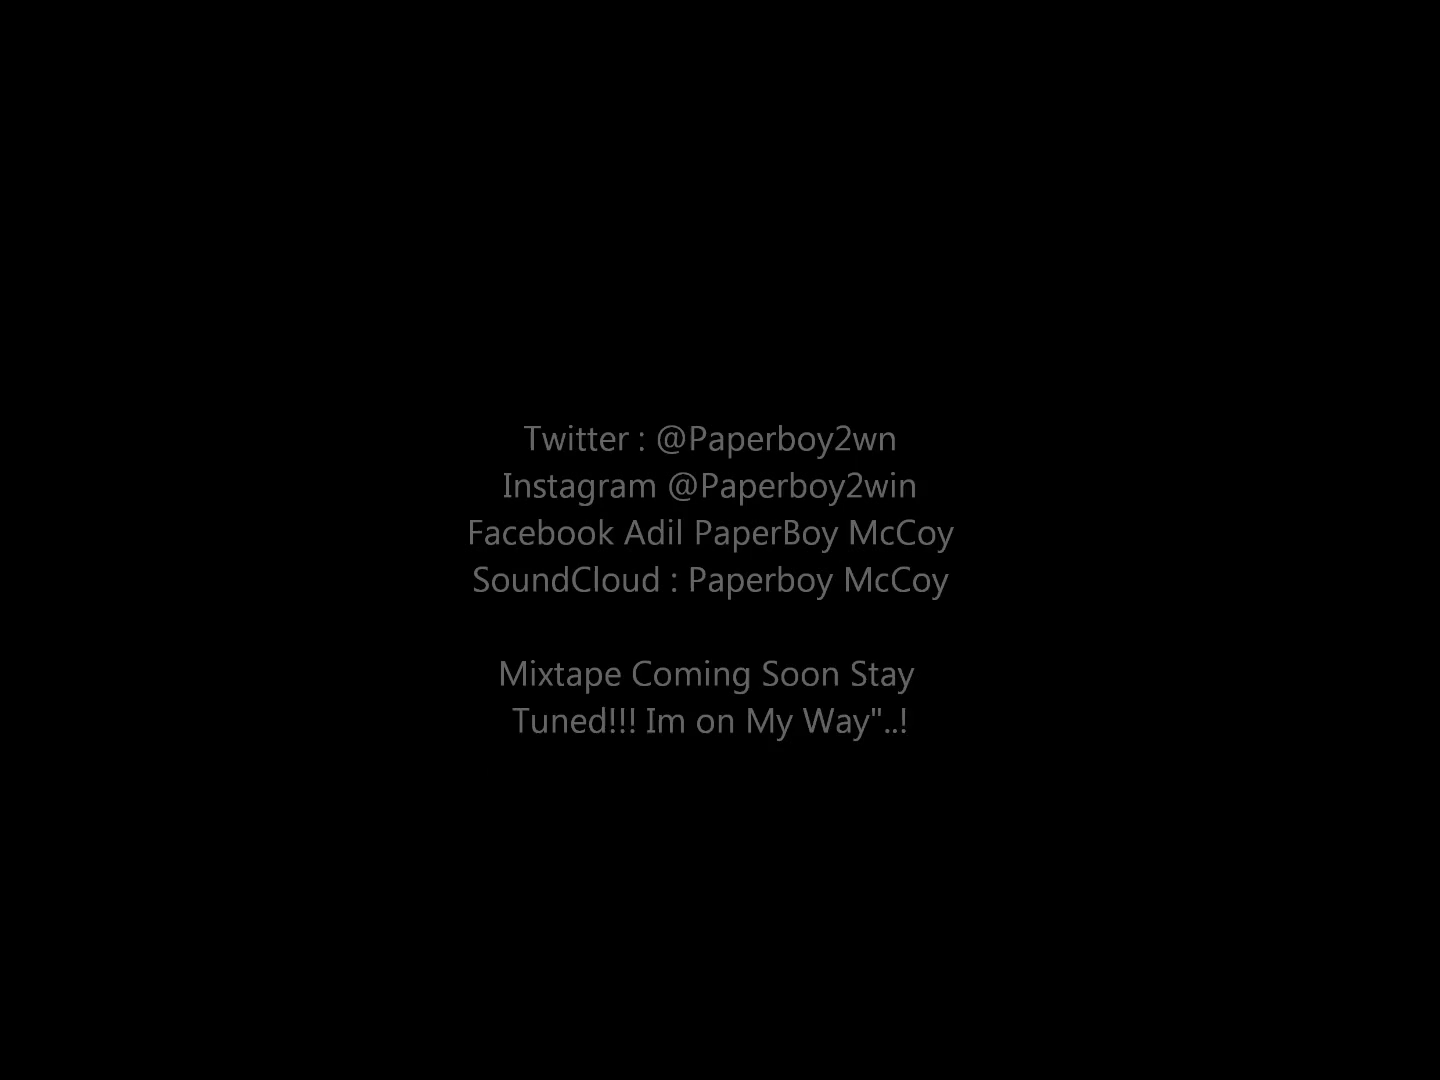 Twitter : @Paperboy2wn
Instagram @Paperboy2win
Facebook Adil PaperBoy McCoy
SoundCloud : Paperboy McCoy
Mixtape Coming Soon Stay
Tuned!!! Im on My Way"..!